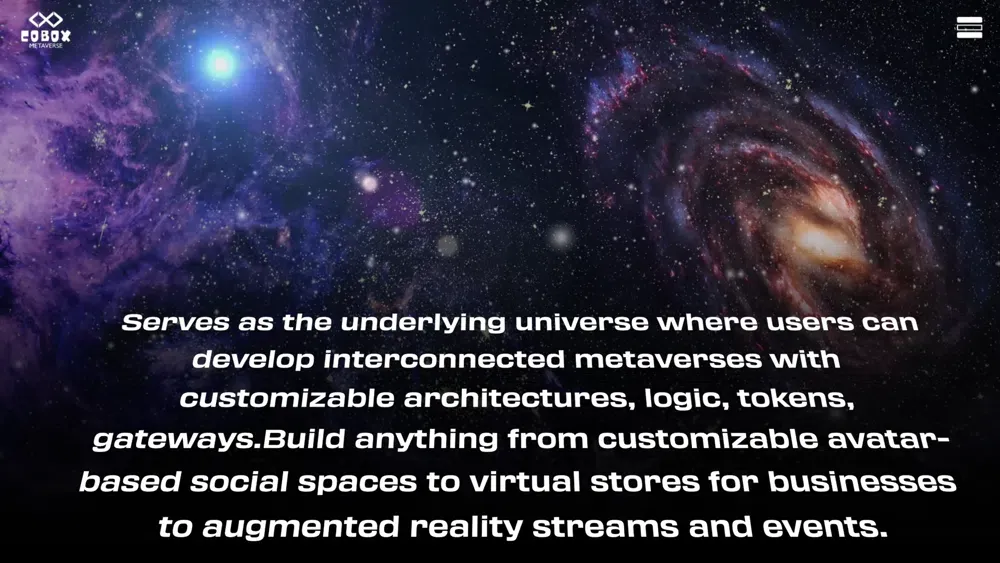 COBOX
METAVERSE
Serves as the underlying universe where users can
develop interconnected metaverses with
customizable architectures, logic, tokens,
gateways.Build anything from customizable avatar-
based social spaces to virtual stores for businesses
to augmented reality streams and events.